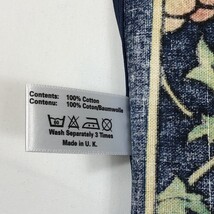 Contents: 100% Cotton
Contenu: 100% Coton/Baumwolle
Wash Separately 3 Times
Made in U. K.